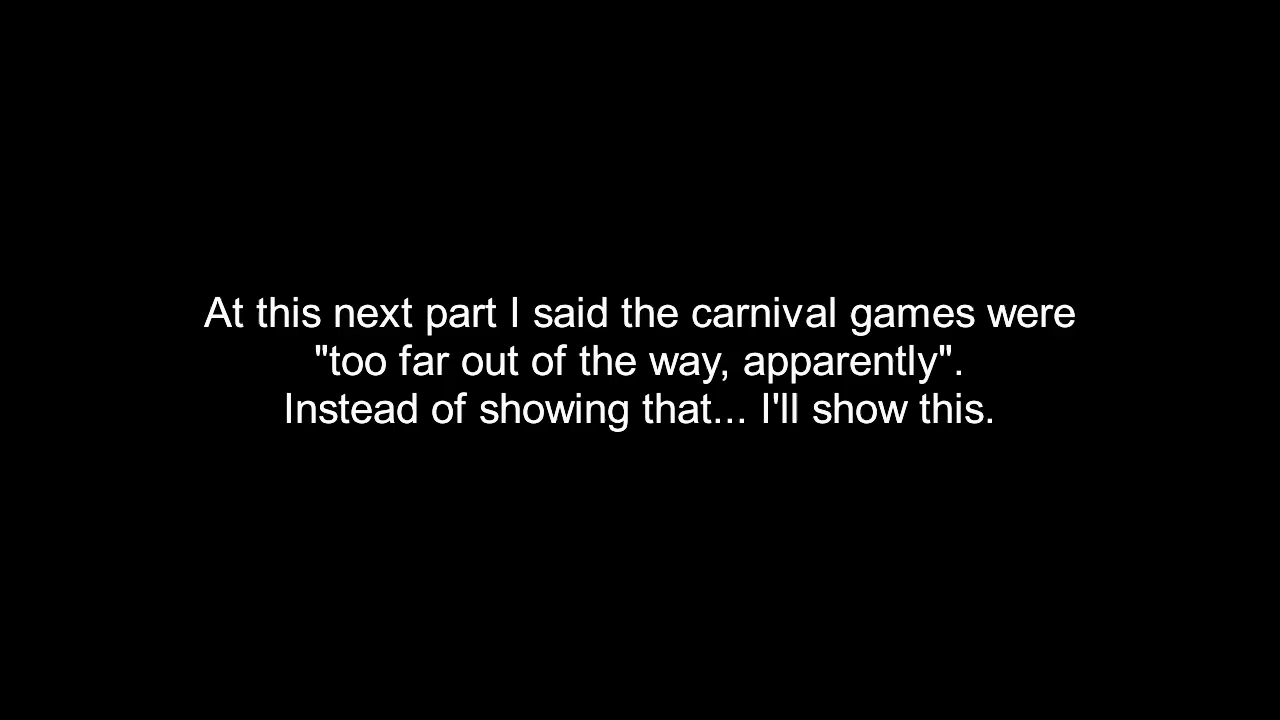 At this next part I said the carnival games were
"too far out of the way, apparently".
Instead of showing that... I'll show this.